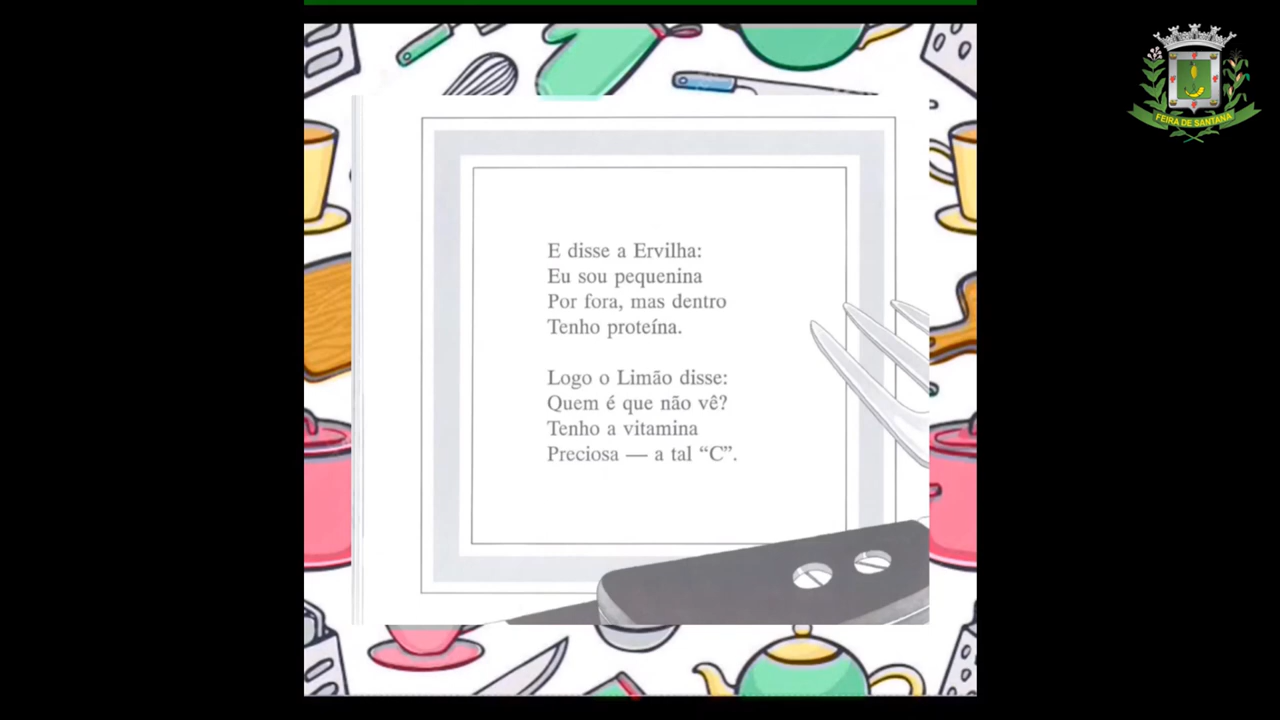 FEIRA DE SANTANA
E disse a Ervilha:
Eu sou pequenina
Por fora, mas dentro
Tenho proteína.
Logo o Limão disse:
Quem é que não vê?
Tenho a vitamina
Preciosa — a tal “C”.